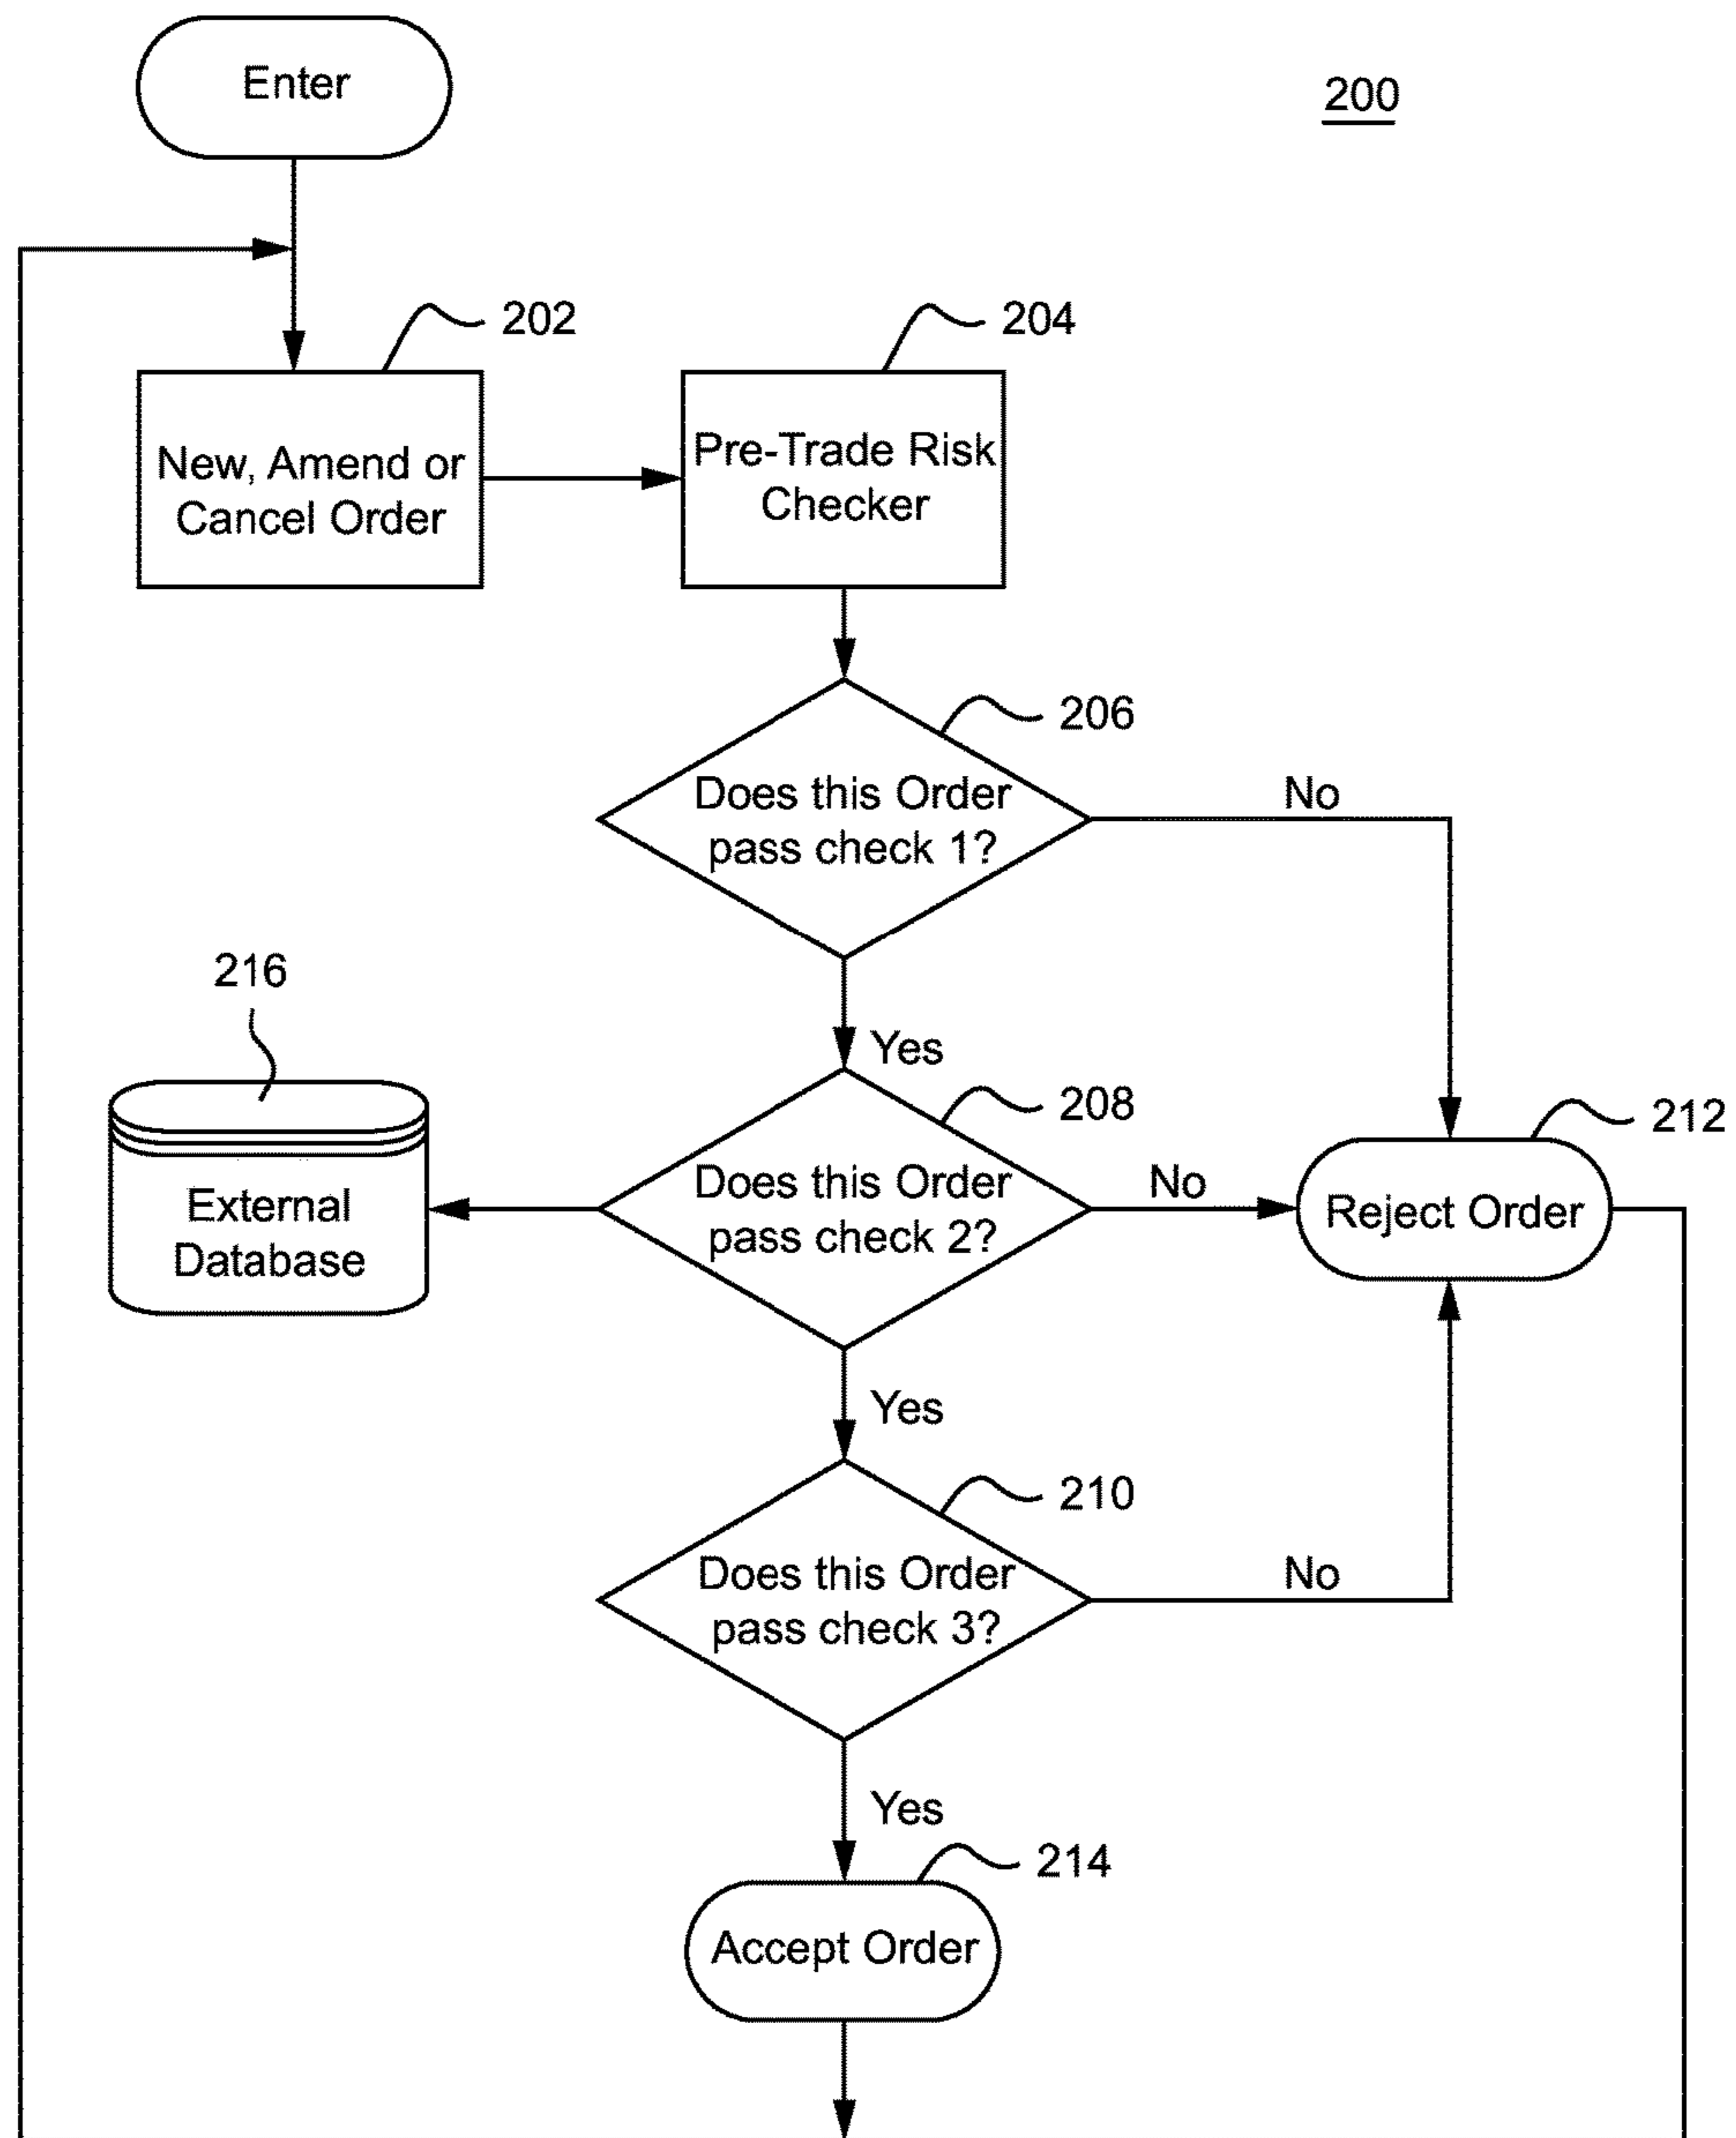 Enter
200
202
204
New, Amend or
Cancel Order
Pre-Trade Risk
Checker
206
Does this Order
pass check 1?
No
216
Yes
208
212
External
Database
Does this Order
pass check 2?
No
Reject Order
Yes
210
Does this Order
pass check 3?
No
Yes
214
Accept Order